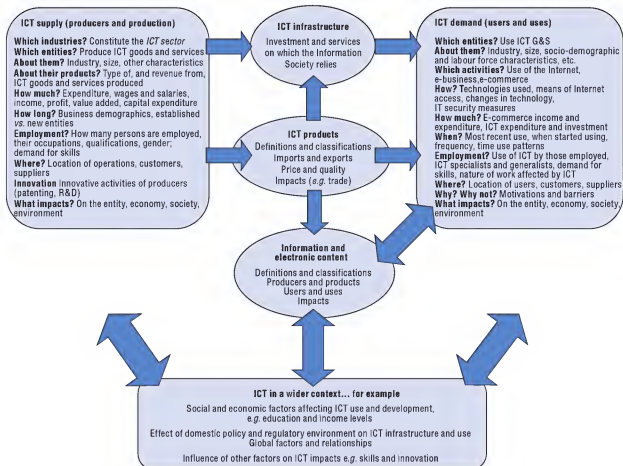 ICT supply (producers and production)
Which industries? Constitute the ICT sector
Which entities? Produce ICT goods and services
About them? Industry, size, other characteristics
About their products? Type of, and revenue from,
ICT goods and services produced
How much? Expenditure, wages and salaries,
income, profit, value added, capital expenditure
How long? Business demographics, established
vs. new entities
Employment? How many persons are employed,
their occupations, qualifications, gender;
demand for skills
Where? Location of operations, customers,
suppliers
Innovation Innovative activities of producers
(patenting, R&D)
What impacts? On the entity, economy, society,
environment
ICT infrastructure
Investment and services
on which the Information
Society relies
ICT products
Definitions and classifications
Imports and exports
Price and quality
Impacts (e.g. trade)
Information and
electronic content
Definitions and classifications
Producers and products
Users and uses
Impacts
ICT demand (users and uses)
Which entities? Use ICT G&S
About them? Industry, size, socio-demographic
and labour force characteristics, etc.
Which activities? Use of the Internet,
e-business,e-commerce
How? Technologies used, means of Internet
access, changes in technology,
IT security measures
How much? E-commerce income and
expenditure, ICT expenditure and investment
When? Most recent use, when started using,
frequency, time use patterns
Employment? Use of ICT by those employed,
ICT specialists and generalists, demand for
skills, nature of work affected by ICT
Where? Location of users, customers, suppliers
Why? Why not? Motivations and barriers
What impacts? On the entity, economy, society,
environment
ICT in a wider context... for example
Social and economic factors affecting ICT use and development,
e.g. education and income levels
Effect of domestic policy and regulatory environment on ICT infrastructure and use
Global factors and relationships
Influence of other factors on ICT impacts e.g. skills and innovation